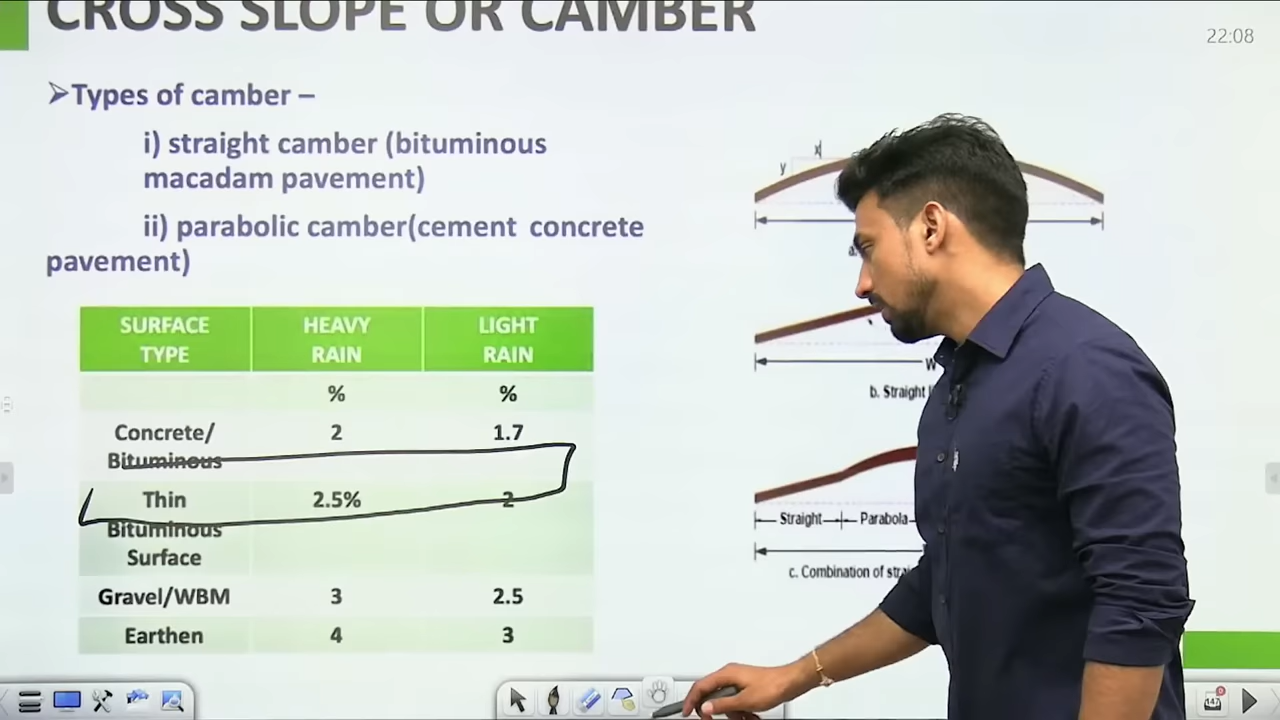 CROSS SLOPE OR CAMBER
22:08
➢Types of camber –
i) straight camber (bituminous
macadam pavement)
ii) parabolic camber(cement concrete
pavement)
SURFACE TYPE HEAVY RAIN LIGHT RAIN
% %
Concrete/ 2 1.7
Bituminous
Thin 2.5% 2
Bituminous
Surface
Gravel/WBM 3 2.5
Earthen 4 3
x
y
a.
W
b. Straight
Straight Parabola
c. Combination of
147